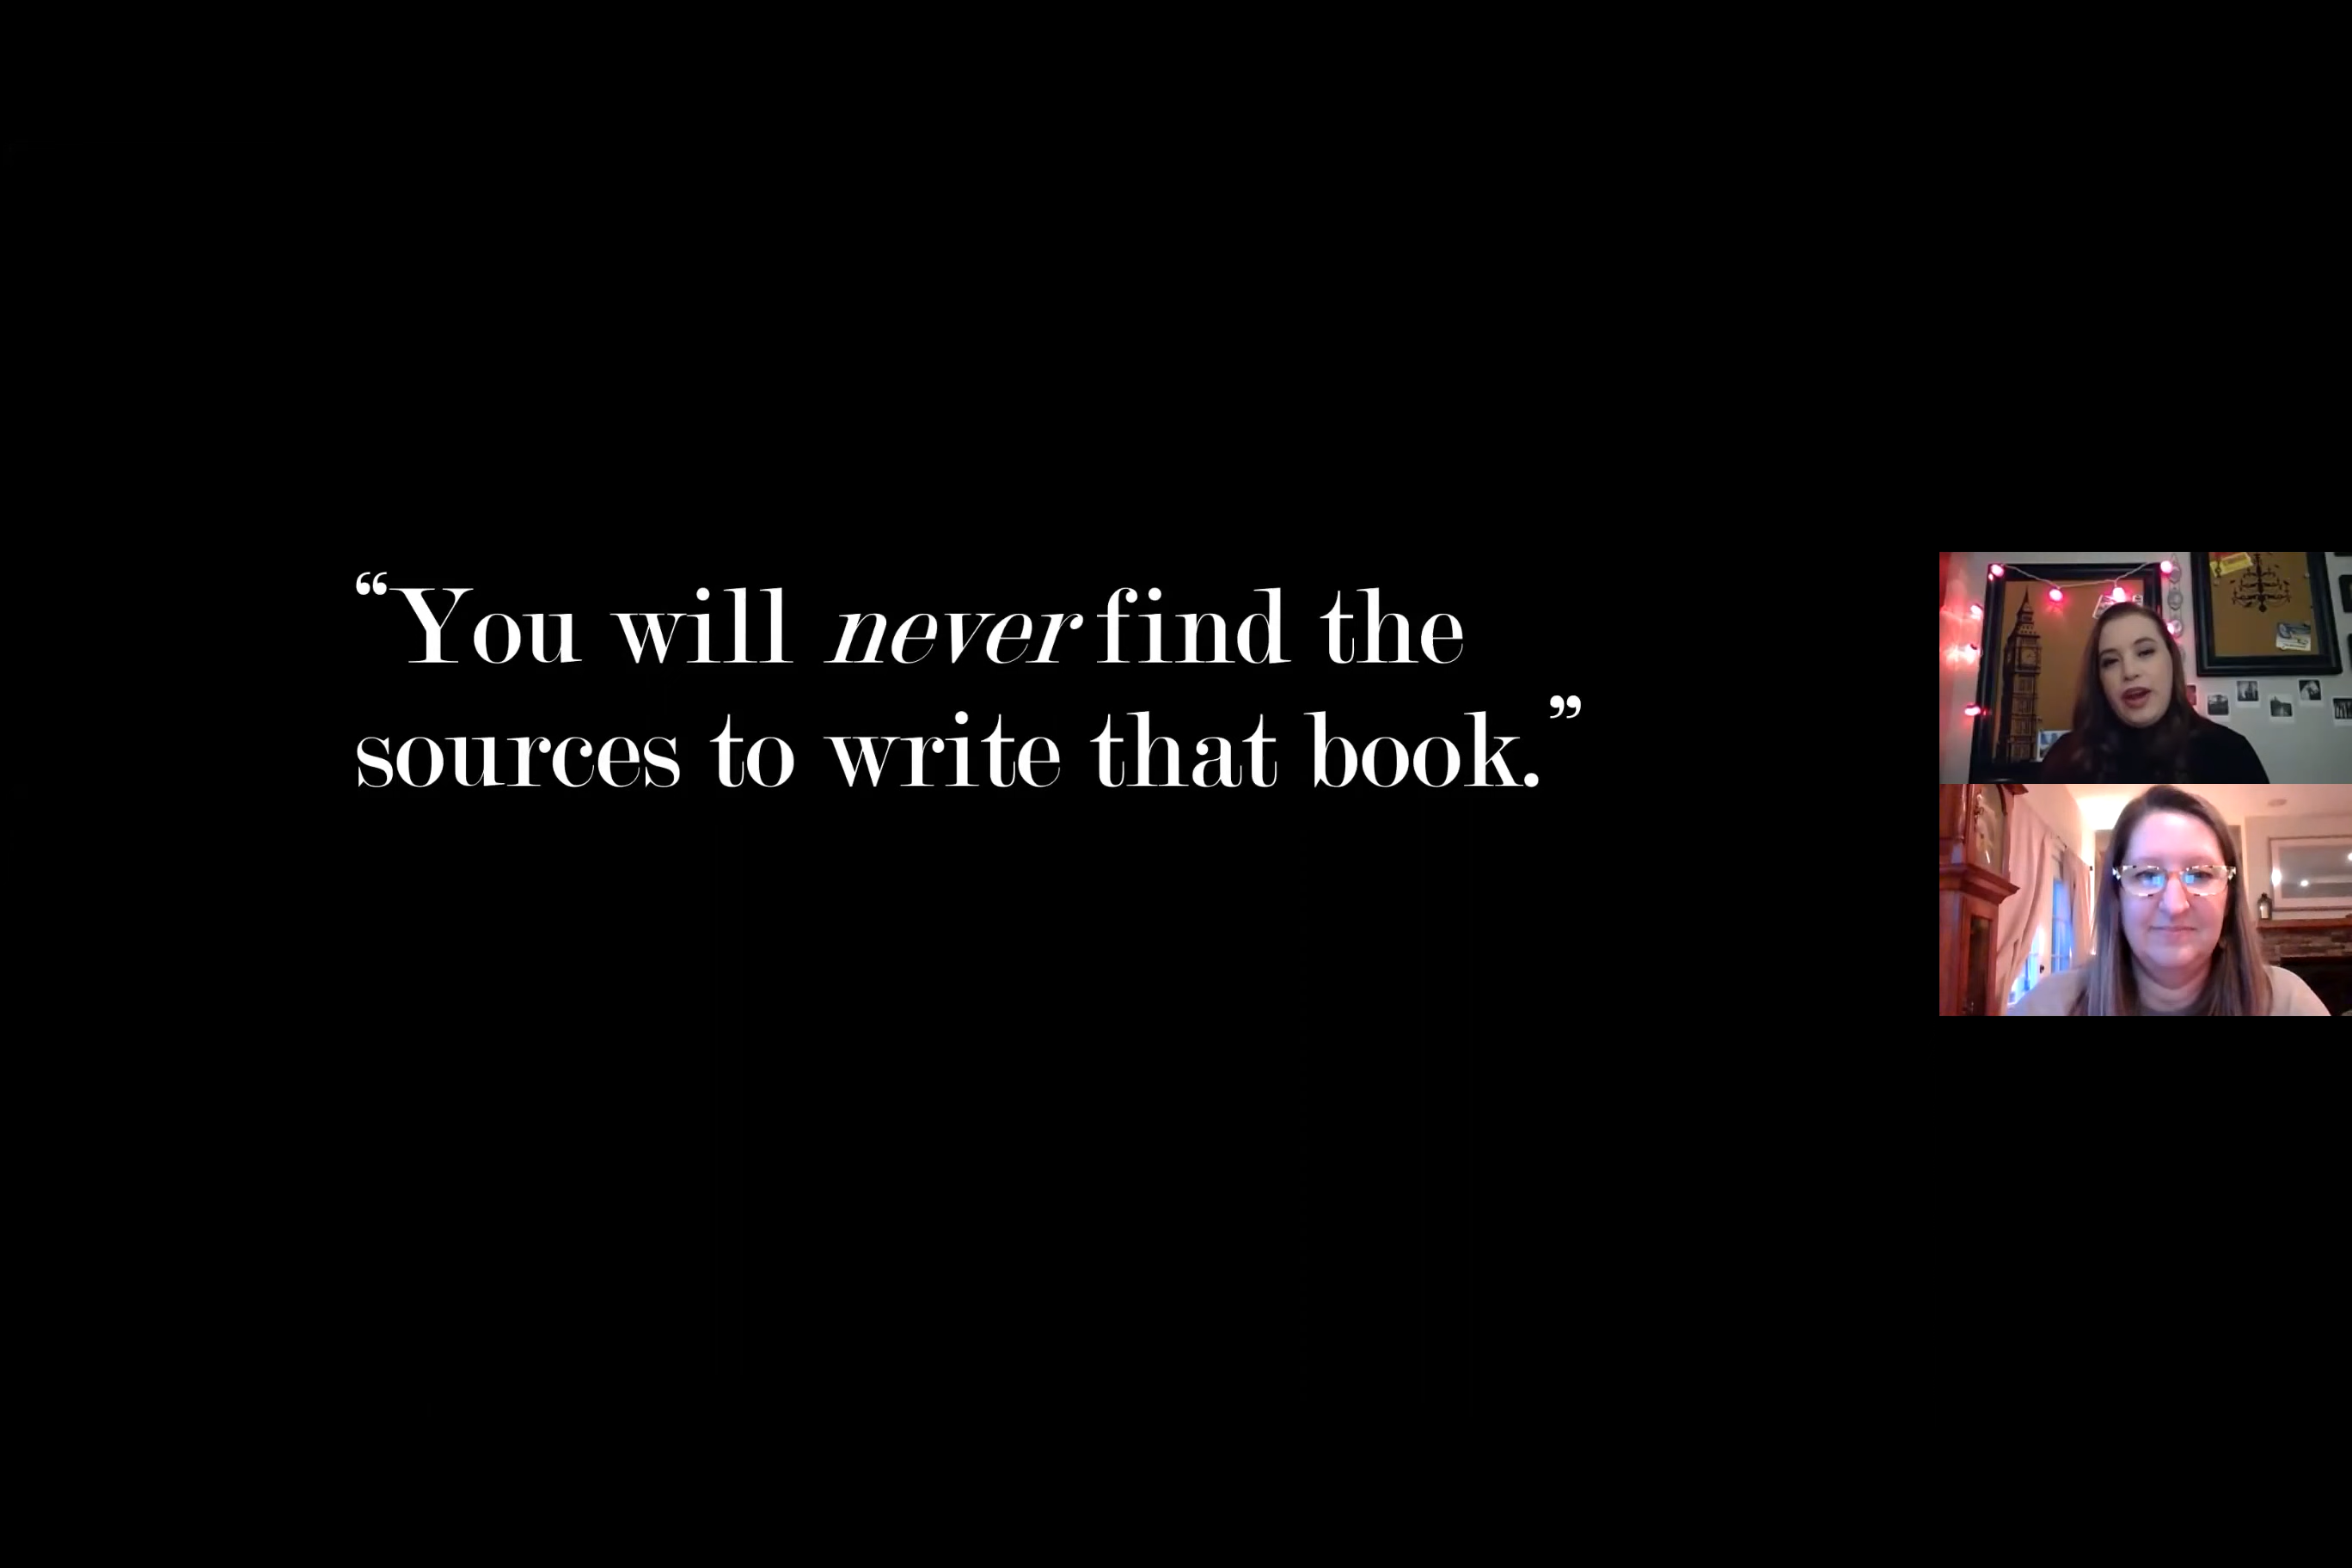 “You will never find the
sources to write that book.”